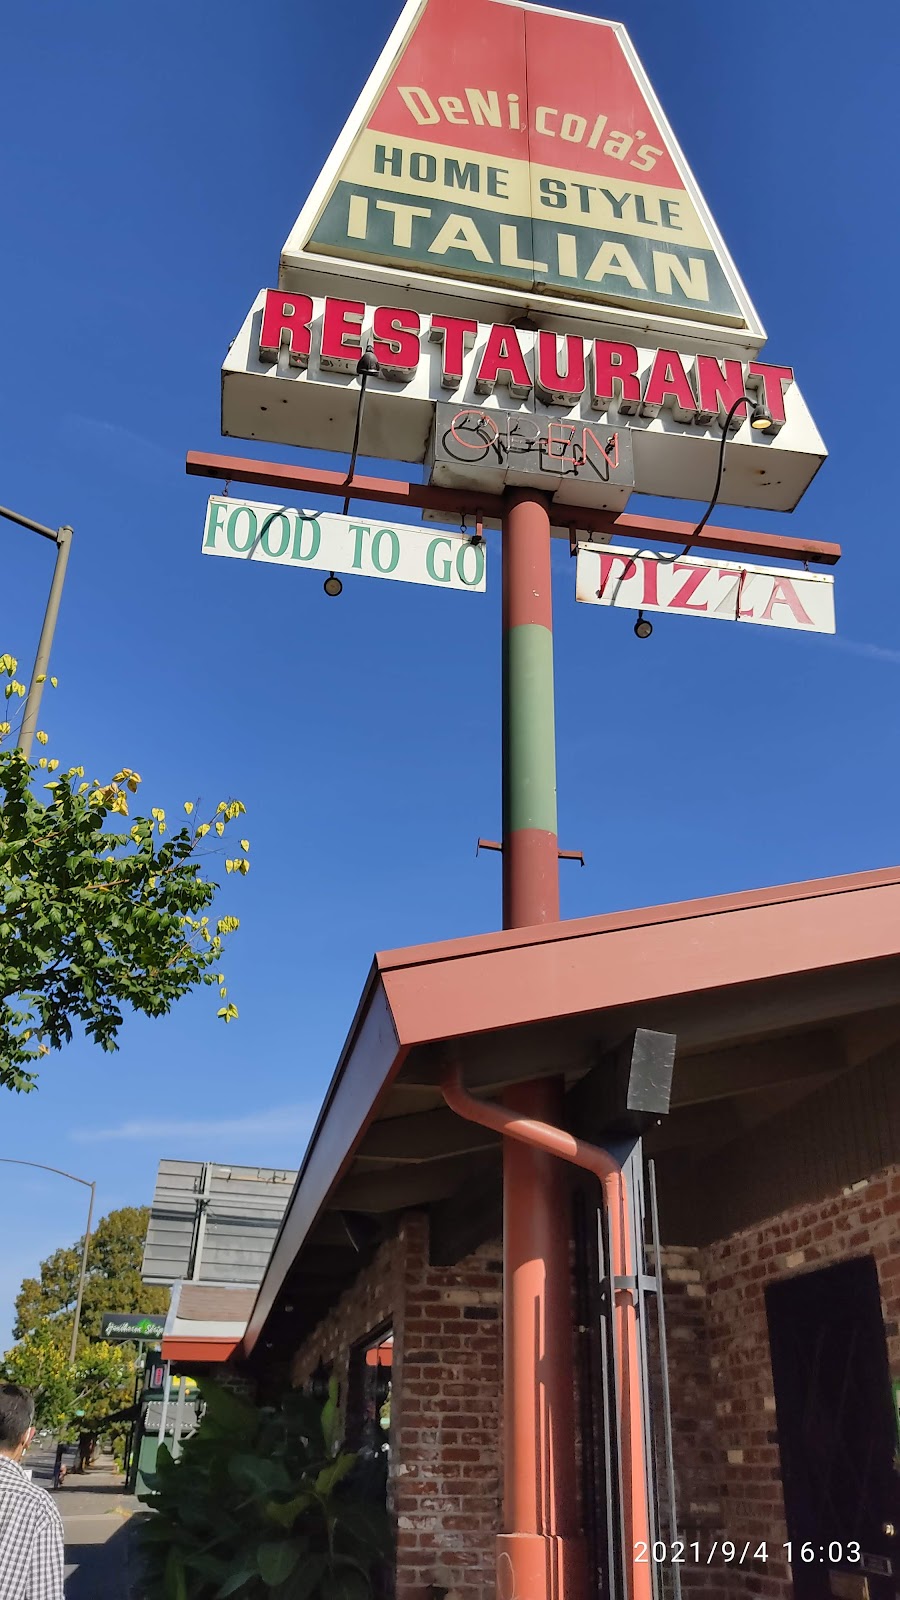 DeNicola's
HOME STYLE
ITALIAN
RESTAURANT
OPEN
FOOD TO GO
PIZZA
2021/9/4 16:03